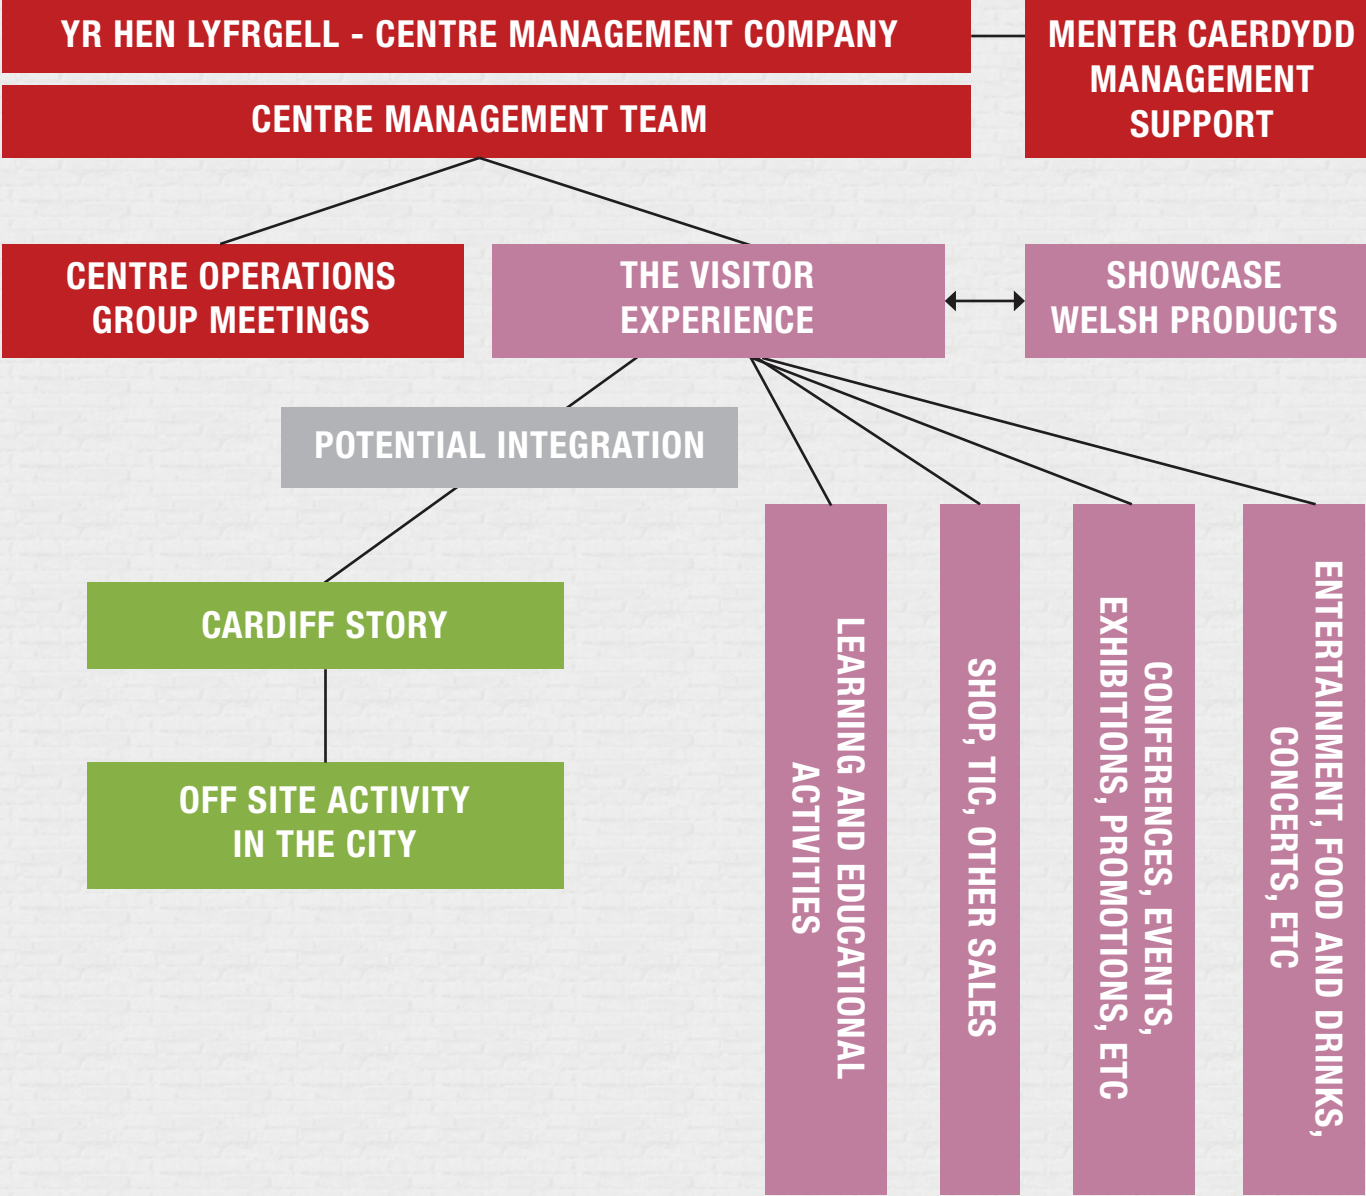 YR HEN LYFRGELL - CENTRE MANAGEMENT COMPANY
MENTER CAERDYDD
MANAGEMENT
SUPPORT
CENTRE MANAGEMENT TEAM
CENTRE OPERATIONS
GROUP MEETINGS
THE VISITOR
EXPERIENCE
SHOWCASE
WELSH PRODUCTS
POTENTIAL INTEGRATION
CARDIFF STORY
OFF SITE ACTIVITY
IN THE CITY
LEARNING AND EDUCATIONAL
ACTIVITIES
SHOP, TIC, OTHER SALES
CONFERENCES, EVENTS,
EXHIBITIONS, PROMOTIONS, ETC
ENTERTAINMENT, FOOD AND DRINKS,
CONCERTS, ETC